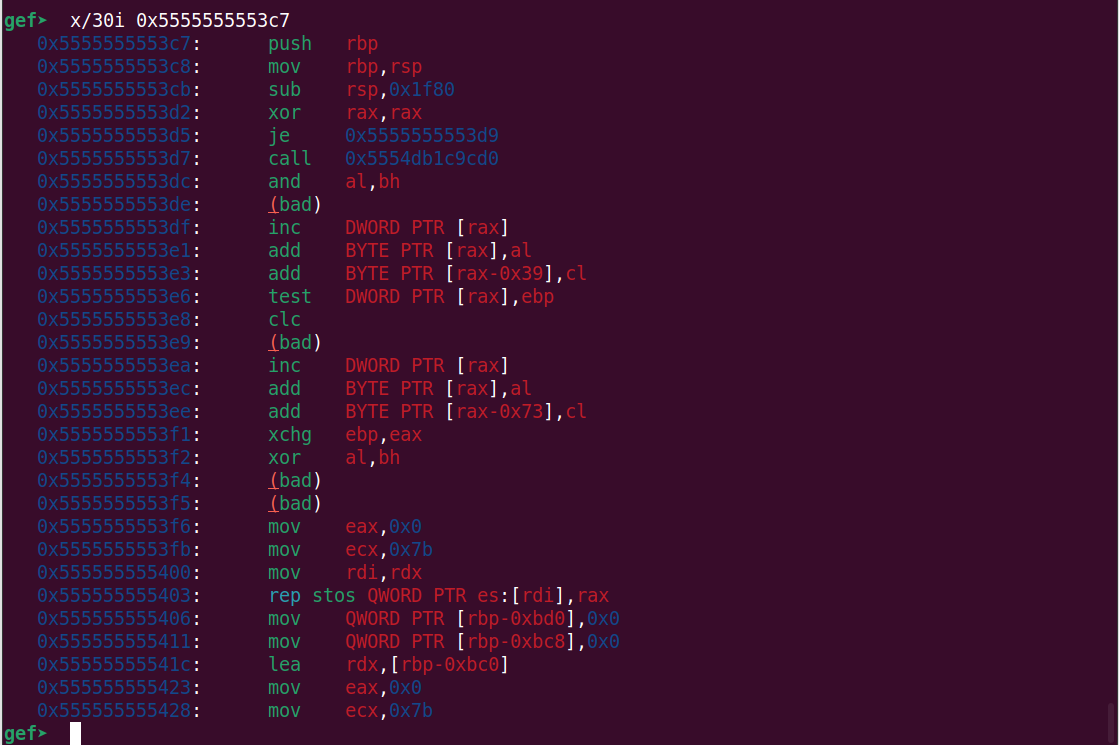 gef➤  x/30i 0x5555555553c7
   0x5555555553c7:	push   rbp
   0x5555555553c8:	mov    rbp,rsp
   0x5555555553cb:	sub    rsp,0x1f80
   0x5555555553d2:	xor    rax,rax
   0x5555555553d5:	je     0x5555555553d9
   0x5555555553d7:	call   0x5554db1c9cd0
   0x5555555553dc:	and    al,bh
   0x5555555553de:	(bad)
   0x5555555553df:	inc    DWORD PTR [rax]
   0x5555555553e1:	add    BYTE PTR [rax],al
   0x5555555553e3:	add    BYTE PTR [rax-0x39],cl
   0x5555555553e6:	test   DWORD PTR [rax],ebp
   0x5555555553e8:	clc
   0x5555555553e9:	(bad)
   0x5555555553ea:	inc    DWORD PTR [rax]
   0x5555555553ec:	add    BYTE PTR [rax],al
   0x5555555553ee:	add    BYTE PTR [rax-0x73],cl
   0x5555555553f1:	xchg   ebp,eax
   0x5555555553f2:	xor    al,bh
   0x5555555553f4:	(bad)
   0x5555555553f5:	(bad)
   0x5555555553f6:	mov    eax,0x0
   0x5555555553fb:	mov    ecx,0x7b
   0x555555555400:	mov    rdi,rdx
   0x555555555403:	rep stos QWORD PTR es:[rdi],rax
   0x555555555406:	mov    QWORD PTR [rbp-0xbd0],0x0
   0x555555555411:	mov    QWORD PTR [rbp-0xbc8],0x0
   0x55555555541c:	lea    rdx,[rbp-0xbc0]
   0x555555555423:	mov    eax,0x0
   0x555555555428:	mov    ecx,0x7b
gef➤